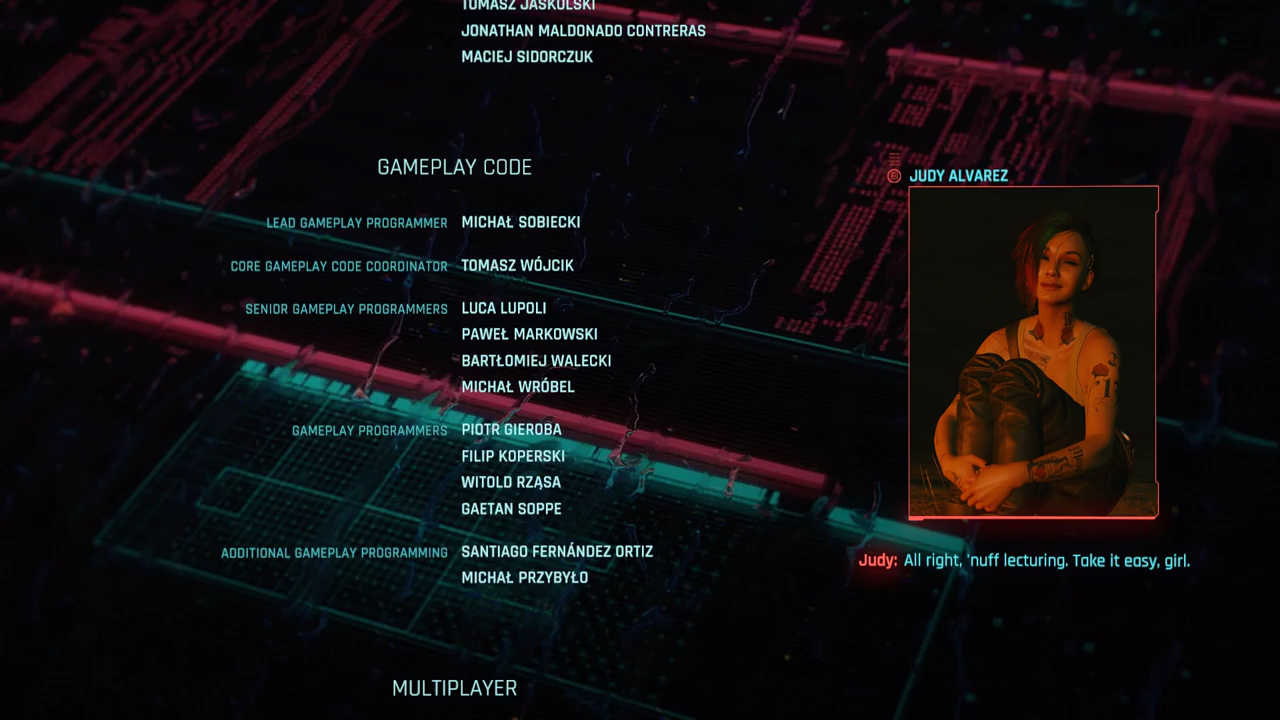 TOMASZ JASKOLSKI
JONATHAN MALDONADO CONTRERAS
MACIEJ SIDORCZUK
GAMEPLAY CODE
LEAD GAMEPLAY PROGRAMMER MICHAŁ SOBIECKI
CORE GAMEPLAY CODE COORDINATOR TOMASZ WÓJCIK
SENIOR GAMEPLAY PROGRAMMERS LUCA LUPOLI
PAWEŁ MARKOWSKI
BARTŁOMIEJ WALECKI
MICHAŁ WRÓBEL
GAMEPLAY PROGRAMMERS PIOTR GIEROBA
FILIP KOPERSKI
WITOLD RZĄSA
GAETAN SOPPE
ADDITIONAL GAMEPLAY PROGRAMMING SANTIAGO FERNÁNDEZ ORTIZ
MICHAŁ PRZYBYŁO
MULTIPLAYER
JUDY ALVAREZ
Judy: All right, 'nuff lecturing. Take it easy, girl.